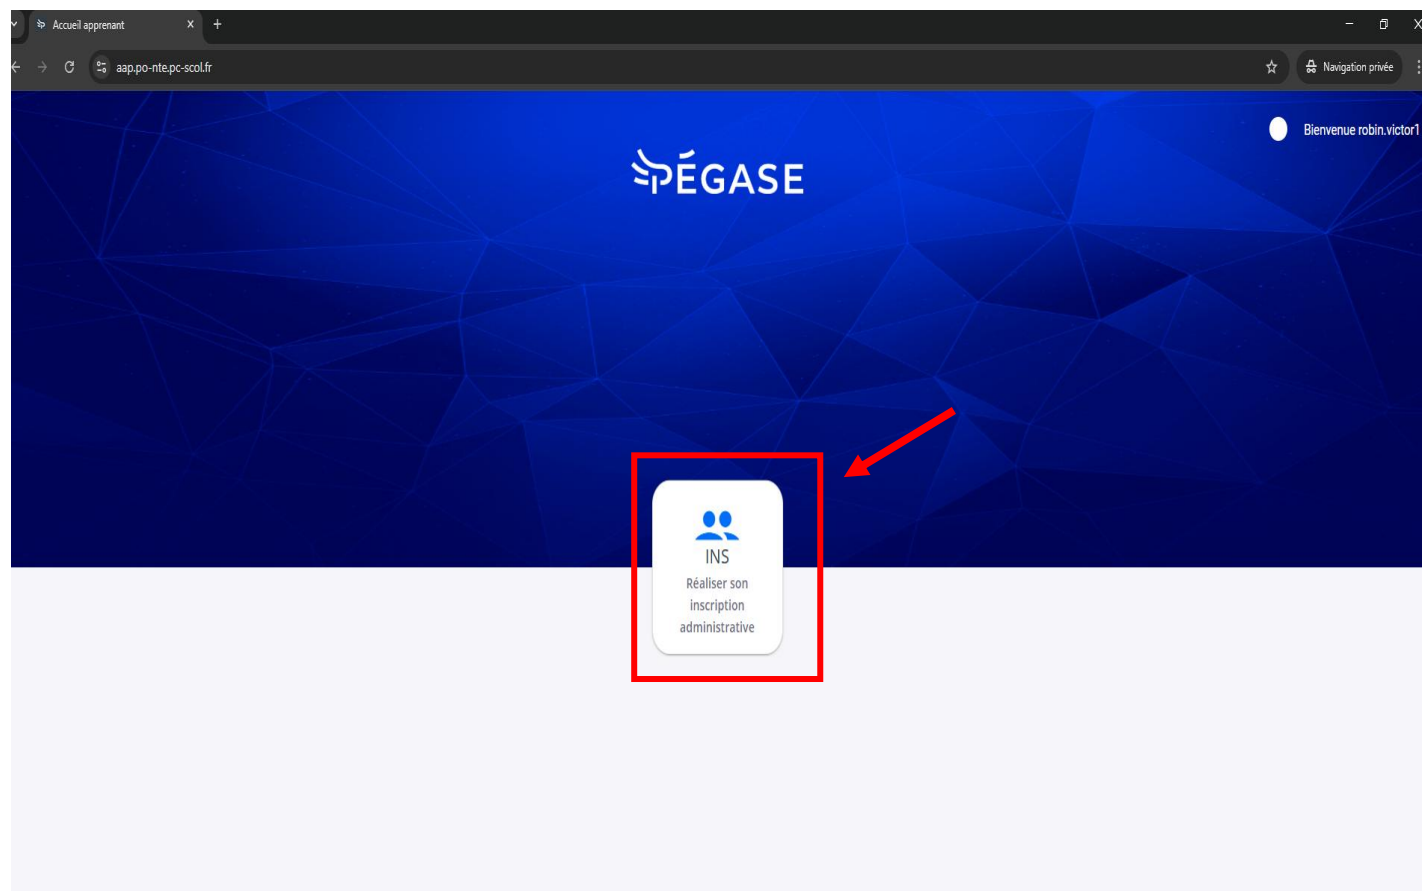 Accueil apprenant
aap.po-nte.pc-scol.fr
Navigation privée
Bienvenue robin.victor1
PÉGASE
INS
Réaliser son
inscription
administrative